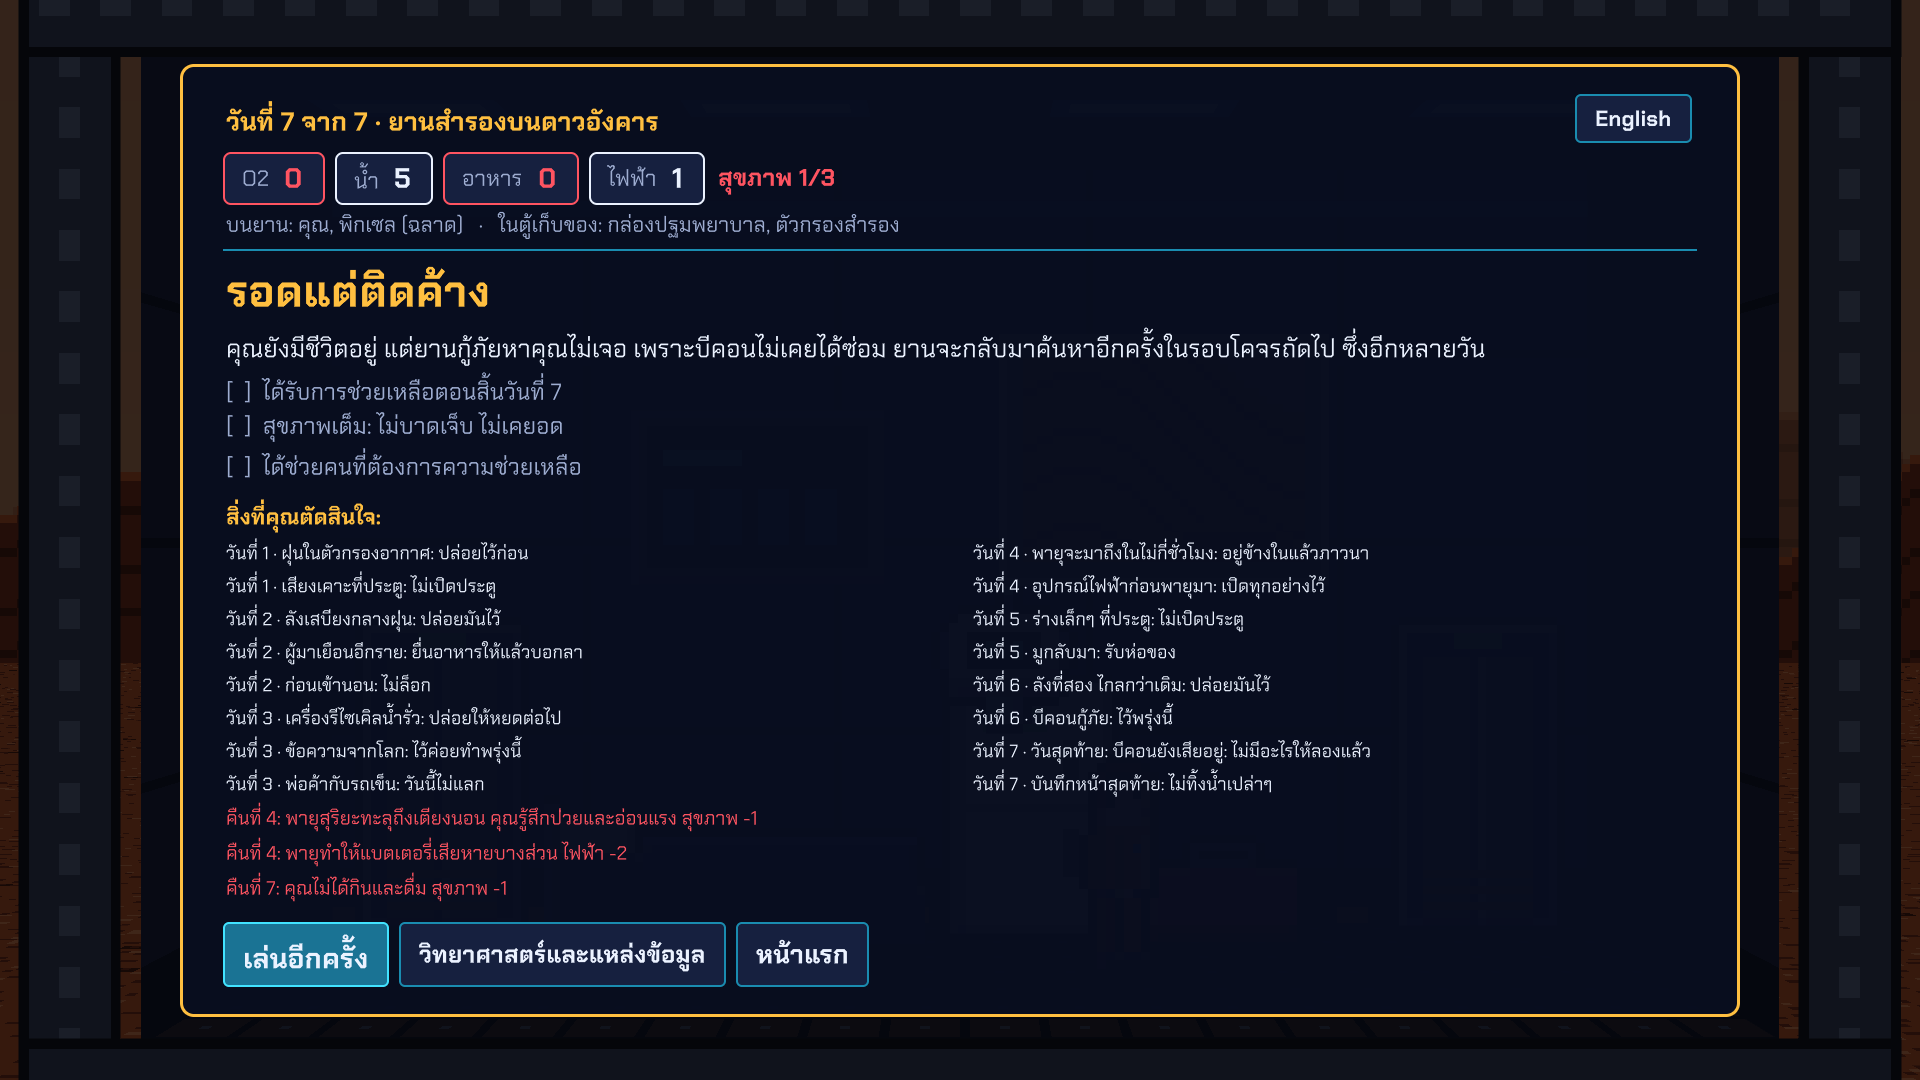 วันที่ 7 จาก 7 · ยานสำรองบนดาวอังคาร
English
O2 0 น้ำ 5 อาหาร 0 ไฟฟ้า 1 สุขภาพ 1/3
บนยาน: คุณ, พิกเซล (ฉลาด) · ในตู้เก็บของ: กล่องปฐมพยาบาล, ตัวกรองสำรอง
รอดแต่ติดค้าง
คุณยังมีชีวิตอยู่ แต่ยานกู้ภัยหาคุณไม่เจอ เพราะบีคอนไม่เคยได้ซ่อม ยานจะกลับมาค้นหาอีกครั้งในรอบโคจรถัดไป ซึ่งอีกหลายวัน
[ ] ได้รับการช่วยเหลือตอนสิ้นวันที่ 7
[ ] สุขภาพเต็ม: ไม่บาดเจ็บ ไม่เคยอด
[ ] ได้ช่วยคนที่ต้องการความช่วยเหลือ
สิ่งที่คุณตัดสินใจ:
วันที่ 1 · ฝุ่นในตัวกรองอากาศ: ปล่อยไว้ก่อน
วันที่ 1 · เสียงเคาะที่ประตู: ไม่เปิดประตู
วันที่ 2 · ลังเสบียงกลางฝุ่น: ปล่อยมันไว้
วันที่ 2 · ผู้มาเยือนอีกราย: ยื่นอาหารให้แล้วบอกลา
วันที่ 2 · ก่อนเข้านอน: ไม่ล็อก
วันที่ 3 · เครื่องรีไซเคิลน้ำรั่ว: ปล่อยให้หยดต่อไป
วันที่ 3 · ข้อความจากโลก: ไว้ค่อยทำพรุ่งนี้
วันที่ 3 · พ่อค้ากับรถเข็น: วันนี้ไม่แลก
วันที่ 4 · พายุจะมาถึงในไม่กี่ชั่วโมง: อยู่ข้างในแล้วภาวนา
วันที่ 4 · อุปกรณ์ไฟฟ้าก่อนพายุมา: เปิดทุกอย่างไว้
วันที่ 5 · ร่างเล็กๆ ที่ประตู: ไม่เปิดประตู
วันที่ 5 · มูกลับมา: รับห่อของ
วันที่ 6 · ลังที่สอง ไกลกว่าเดิม: ปล่อยมันไว้
วันที่ 6 · บีคอนกู้ภัย: ไว้พรุ่งนี้
วันที่ 7 · วันสุดท้าย: บีคอนยังเสียอยู่: ไม่มีอะไรให้ลองแล้ว
วันที่ 7 · บันทึกหน้าสุดท้าย: ไม่ทิ้งน้ำเปล่าๆ
คืนที่ 4: พายุสุริยะทะลุถึงเตียงนอน คุณรู้สึกป่วยและอ่อนแรง สุขภาพ -1
คืนที่ 4: พายุทำให้แบตเตอรี่เสียหายบางส่วน ไฟฟ้า -2
คืนที่ 7: คุณไม่ได้กินและดื่ม สุขภาพ -1
เล่นอีกครั้ง
วิทยาศาสตร์และแหล่งข้อมูล
หน้าแรก